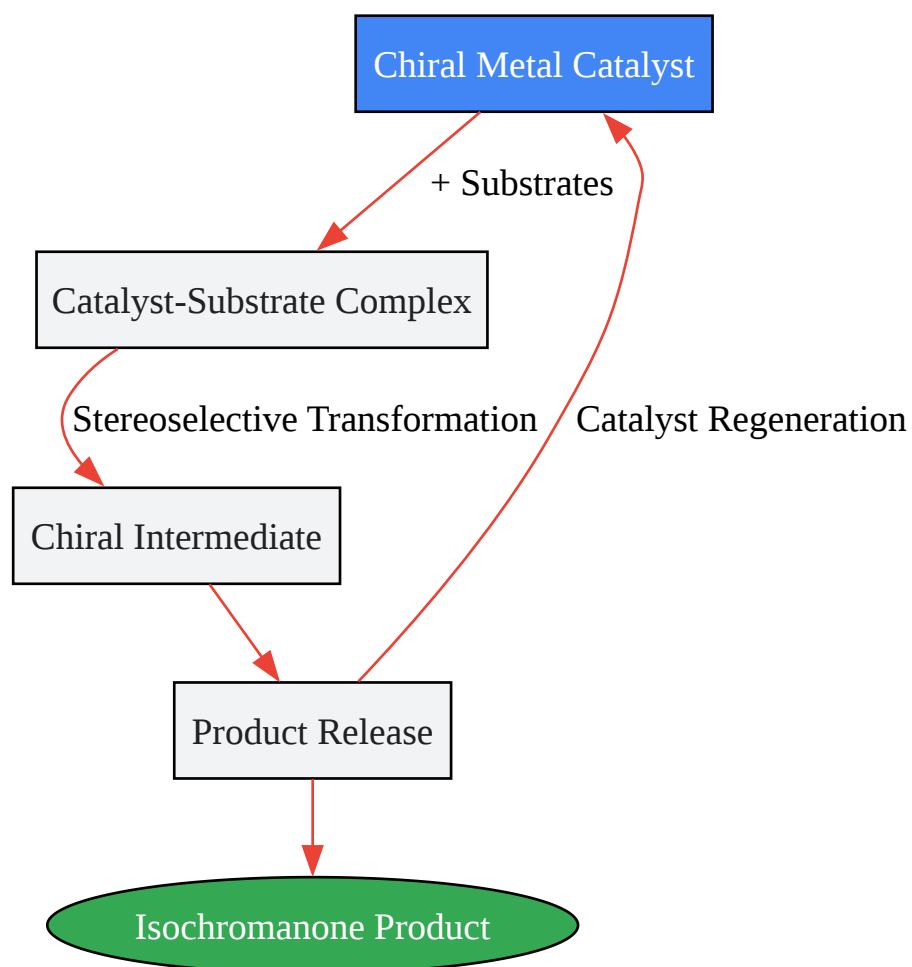 Chiral Metal Catalyst
+ Substrates
Catalyst-Substrate Complex
Stereoselective Transformation
Catalyst Regeneration
Chiral Intermediate
Product Release
Isochromanone Product